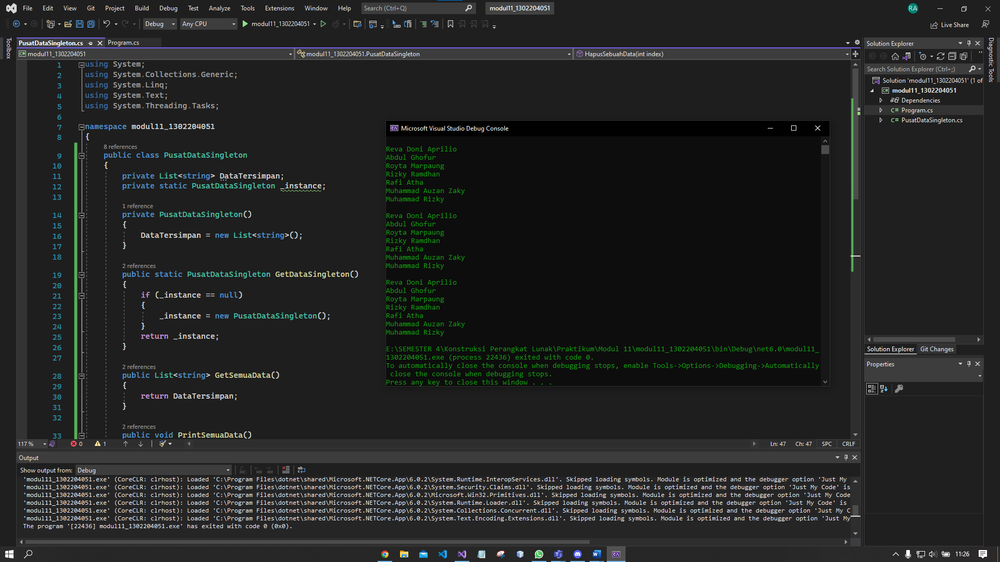 File Edit View Git Project Build Debug Test Analyze Tools Extensions Window Help Search (Ctrl+Q) modul11_1302204051 RA
Debug Any CPU modul11_1302204051 Live Share
Toolbox
PusatDataSingleton.cs Program.cs
modul11_1302204051 modul11_1302204051.PusatDataSingleton HapusSebuahData(int index)
1 using System;
2 using System.Collections.Generic;
3 using System.Linq;
4 using System.Text;
5 using System.Threading.Tasks;
6
7 namespace modul11_1302204051
8 {
8 references
9 public class PusatDataSingleton
10 {
11 private List<string> DataTersimpan;
12 private static PusatDataSingleton _instance;
13
1 reference
14 private PusatDataSingleton()
15 {
16 DataTersimpan = new List<string>();
17 }
18
2 references
19 public static PusatDataSingleton GetDataSingleton()
20 {
21 if (_instance == null)
22 {
23 _instance = new PusatDataSingleton();
24 }
25 return _instance;
26 }
27
2 references
28 public List<string> GetSemuaData()
29 {
30 return DataTersimpan;
31 }
32
2 references
33 public void PrintSemuaData()
117 % 0 1 Ln: 47 Ch: 47 SPC CRLF
Microsoft Visual Studio Debug Console
Reva Doni Aprilio
Abdul Ghofur
Royta Marpaung
Rizky Ramdhan
Rafi Atha
Muhammad Auzan Zaky
Muhammad Rizky
Reva Doni Aprilio
Abdul Ghofur
Royta Marpaung
Rizky Ramdhan
Rafi Atha
Muhammad Auzan Zaky
Muhammad Rizky
Reva Doni Aprilio
Abdul Ghofur
Royta Marpaung
Rizky Ramdhan
Rafi Atha
Muhammad Auzan Zaky
Muhammad Rizky
E:\SEMESTER 4\Konstruksi Perangkat Lunak\Praktikum\Modul 11\modul11_1302204051\bin\Debug\net6.0\modul11_
1302204051.exe (process 22436) exited with code 0.
To automatically close the console when debugging stops, enable Tools->Options->Debugging->Automatically
close the console when debugging stops.
Press any key to close this window . . .
Solution Explorer
Search Solution Explorer (Ctrl+;)
Solution 'modul11_1302204051' (1 of
modul11_1302204051
Dependencies
C# Program.cs
C# PusatDataSingleton.cs
Solution Explorer Git Changes
Properties
Diagnostic Tools
Output
Show output from: Debug
'modul11_1302204051.exe' (CoreCLR: clrhost): Loaded 'C:\Program Files\dotnet\shared\Microsoft.NETCore.App\6.0.2\System.Runtime.InteropServices.dll'. Skipped loading symbols. Module is optimized and the debugger option 'Just My
'modul11_1302204051.exe' (CoreCLR: clrhost): Loaded 'C:\Program Files\dotnet\shared\Microsoft.NETCore.App\6.0.2\System.Security.Claims.dll'. Skipped loading symbols. Module is optimized and the debugger option 'Just My Code' is
'modul11_1302204051.exe' (CoreCLR: clrhost): Loaded 'C:\Program Files\dotnet\shared\Microsoft.NETCore.App\6.0.2\Microsoft.Win32.Primitives.dll'. Skipped loading symbols. Module is optimized and the debugger option 'Just My Code
'modul11_1302204051.exe' (CoreCLR: clrhost): Loaded 'C:\Program Files\dotnet\shared\Microsoft.NETCore.App\6.0.2\System.Runtime.Loader.dll'. Skipped loading symbols. Module is optimized and the debugger option 'Just My Code' is
'modul11_1302204051.exe' (CoreCLR: clrhost): Loaded 'C:\Program Files\dotnet\shared\Microsoft.NETCore.App\6.0.2\System.Collections.Concurrent.dll'. Skipped loading symbols. Module is optimized and the debugger option 'Just My C
'modul11_1302204051.exe' (CoreCLR: clrhost): Loaded 'C:\Program Files\dotnet\shared\Microsoft.NETCore.App\6.0.2\System.Text.Encoding.Extensions.dll'. Skipped loading symbols. Module is optimized and the debugger option 'Just My
The program '[22436] modul11_1302204051.exe' has exited with code 0 (0x0).
11:26